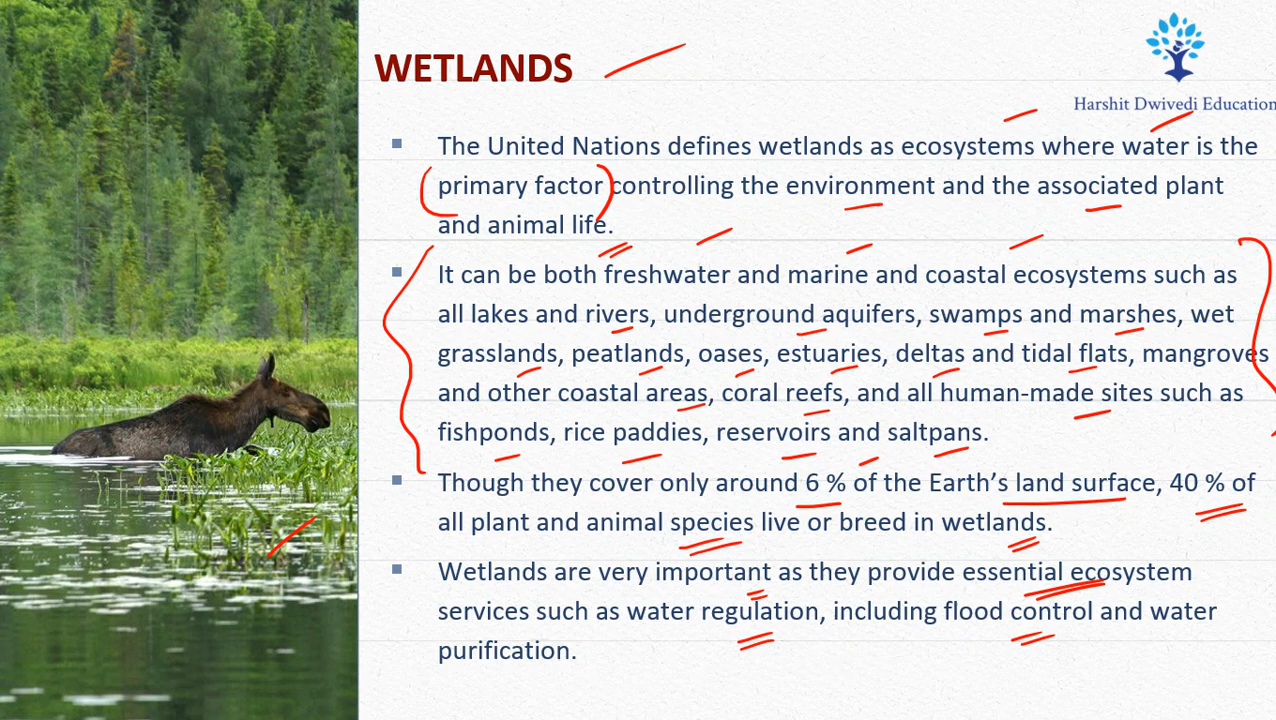 WETLANDS
Harshit Dwivedi Education
▪ The United Nations defines wetlands as ecosystems where water is the
primary factor controlling the environment and the associated plant
and animal life.
▪ It can be both freshwater and marine and coastal ecosystems such as
all lakes and rivers, underground aquifers, swamps and marshes, wet
grasslands, peatlands, oases, estuaries, deltas and tidal flats, mangroves
and other coastal areas, coral reefs, and all human-made sites such as
fishponds, rice paddies, reservoirs and saltpans.
▪ Though they cover only around 6 % of the Earth’s land surface, 40 % of
all plant and animal species live or breed in wetlands.
▪ Wetlands are very important as they provide essential ecosystem
services such as water regulation, including flood control and water
purification.